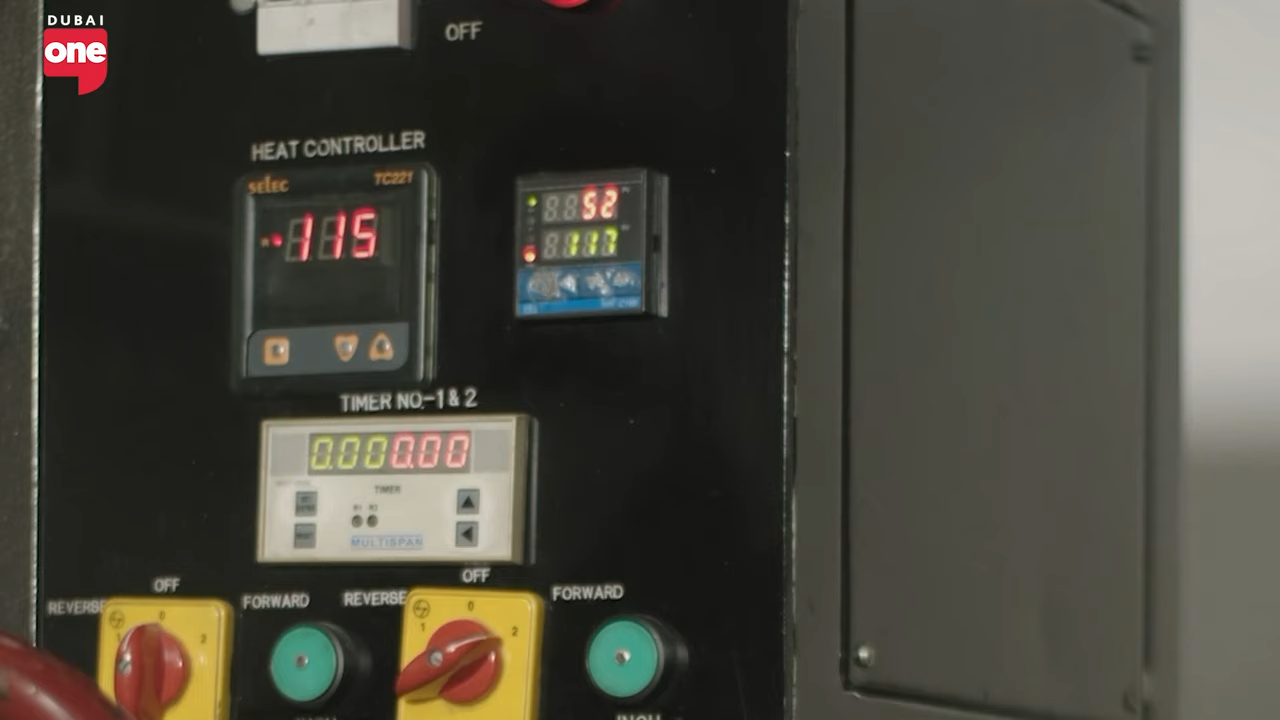 DUBAI
one
OFF
HEAT CONTROLLER
selec
TC221
115
52
117
TIMER NO.-1 & 2
0.000.00
TIMER
MULTISPAN
OFF
OFF
REVERSE
FORWARD
REVERSE
FORWARD
0
1
2
0
1
2